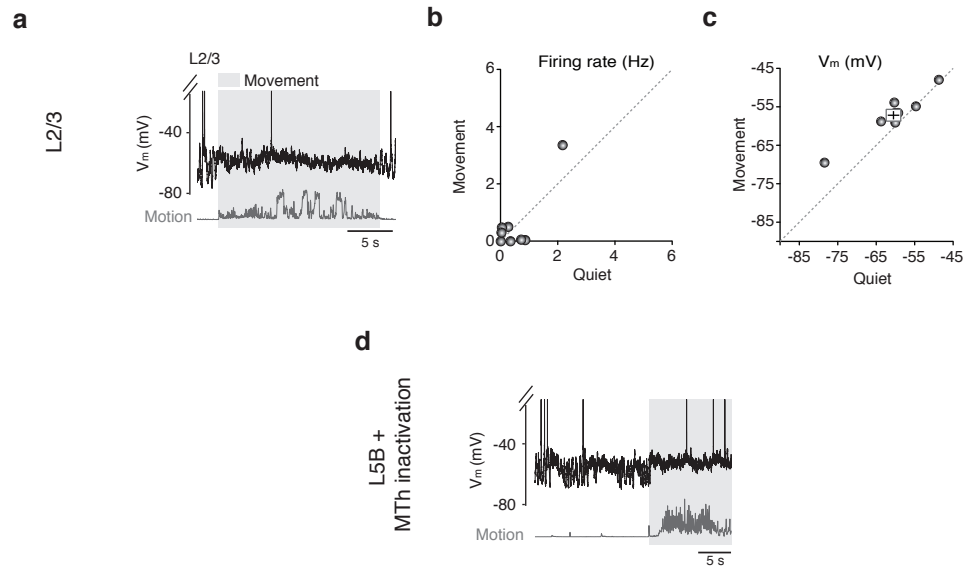 a
L2/3
L2/3
Movement
-40
-80
Vm (mV)
Motion
5 s
b
Firing rate (Hz)
6
4
2
0
Movement
0
2
4
6
Quiet
c
Vm (mV)
-45
-55
-65
-75
-85
Movement
-85
-75
-65
-55
-45
Quiet
d
L5B +
MTh inactivation
-40
-80
Vm (mV)
Motion
5 s